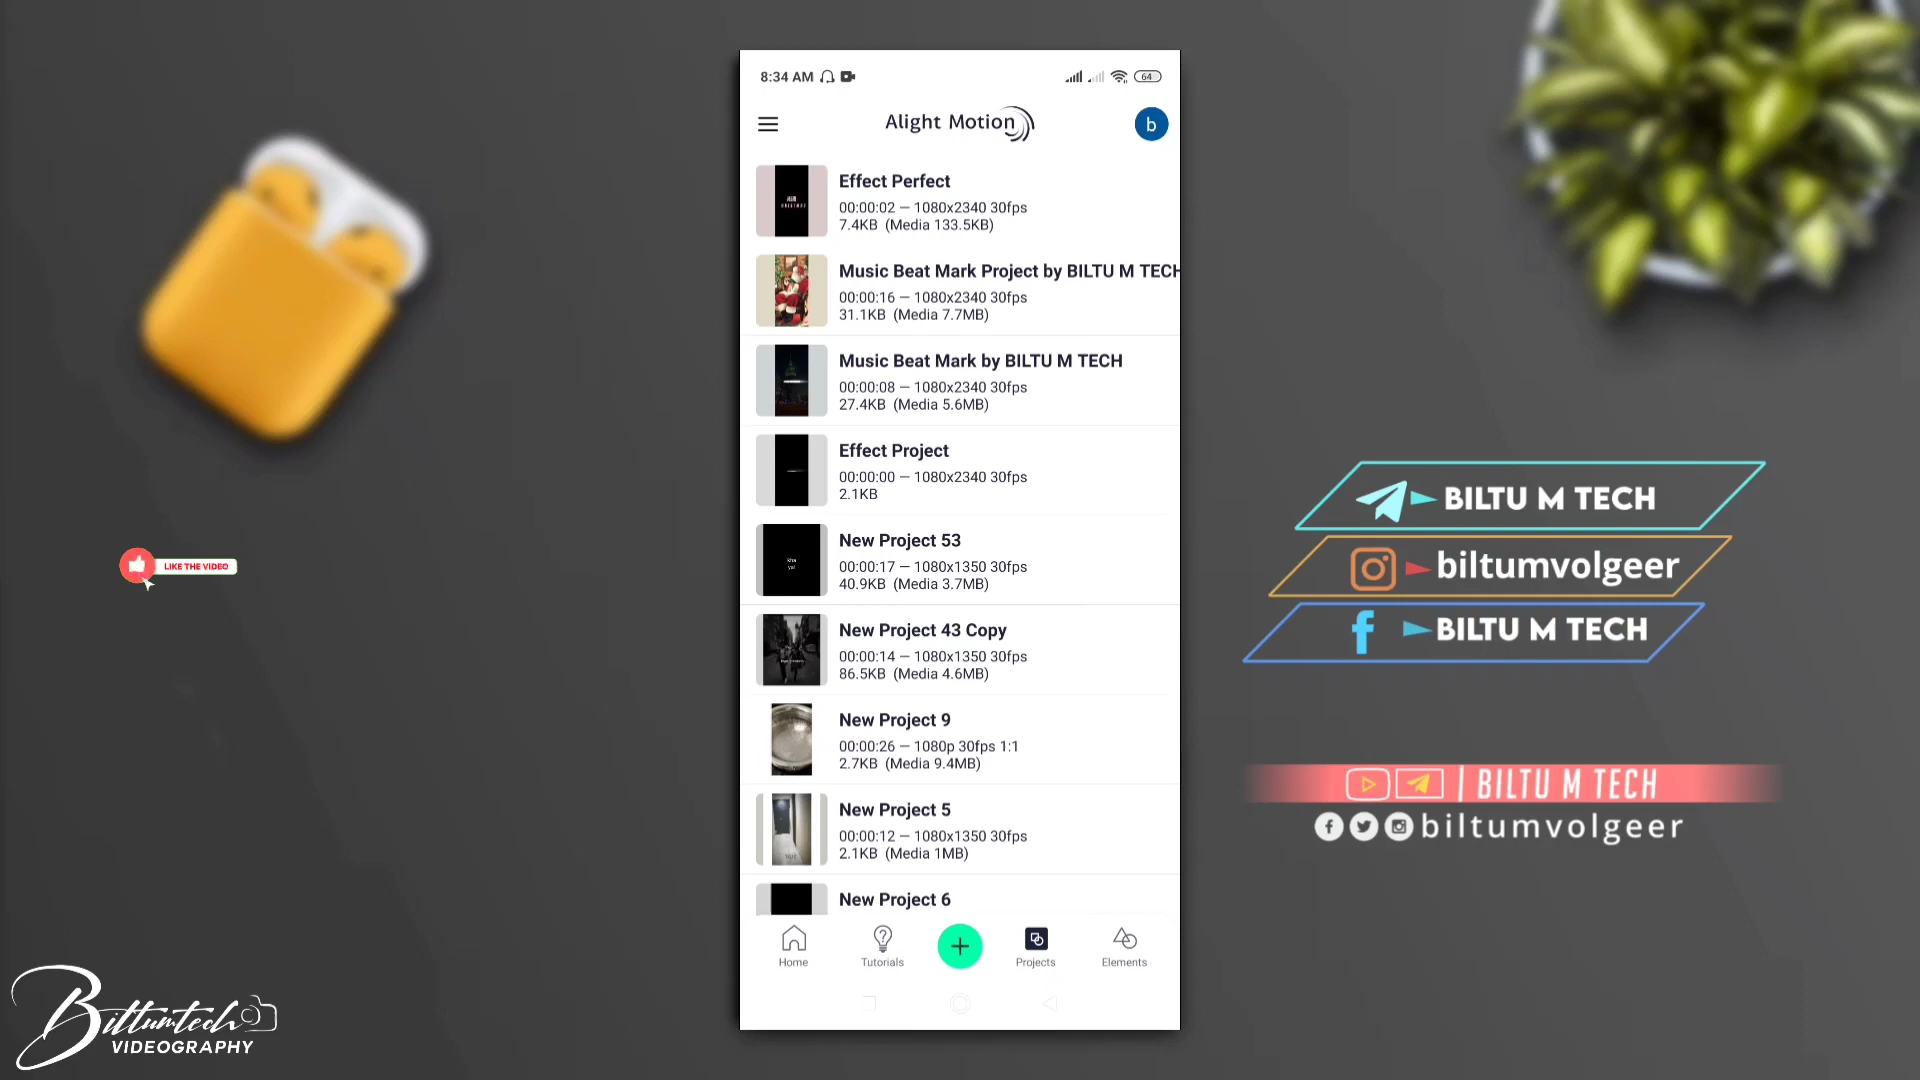 8:34 AM
64
Alight Motion
b
Effect Perfect
00:00:02 — 1080x2340 30fps
7.4KB (Media 133.5KB)
Music Beat Mark Project by BILTU M TECH
00:00:16 — 1080x2340 30fps
31.1KB (Media 7.7MB)
Music Beat Mark by BILTU M TECH
00:00:08 — 1080x2340 30fps
27.4KB (Media 5.6MB)
Effect Project
00:00:00 — 1080x2340 30fps
2.1KB
New Project 53
00:00:17 — 1080x1350 30fps
40.9KB (Media 3.7MB)
New Project 43 Copy
00:00:14 — 1080x1350 30fps
86.5KB (Media 4.6MB)
New Project 9
00:00:26 — 1080p 30fps 1:1
2.7KB (Media 9.4MB)
New Project 5
00:00:12 — 1080x1350 30fps
2.1KB (Media 1MB)
New Project 6
Home
Tutorials
Projects
Elements
LIKE THE VIDEO
BILTU M TECH
biltumvolgeer
BILTU M TECH
| BILTU M TECH
biltumvolgeer
Biltumtech
VIDEOGRAPHY